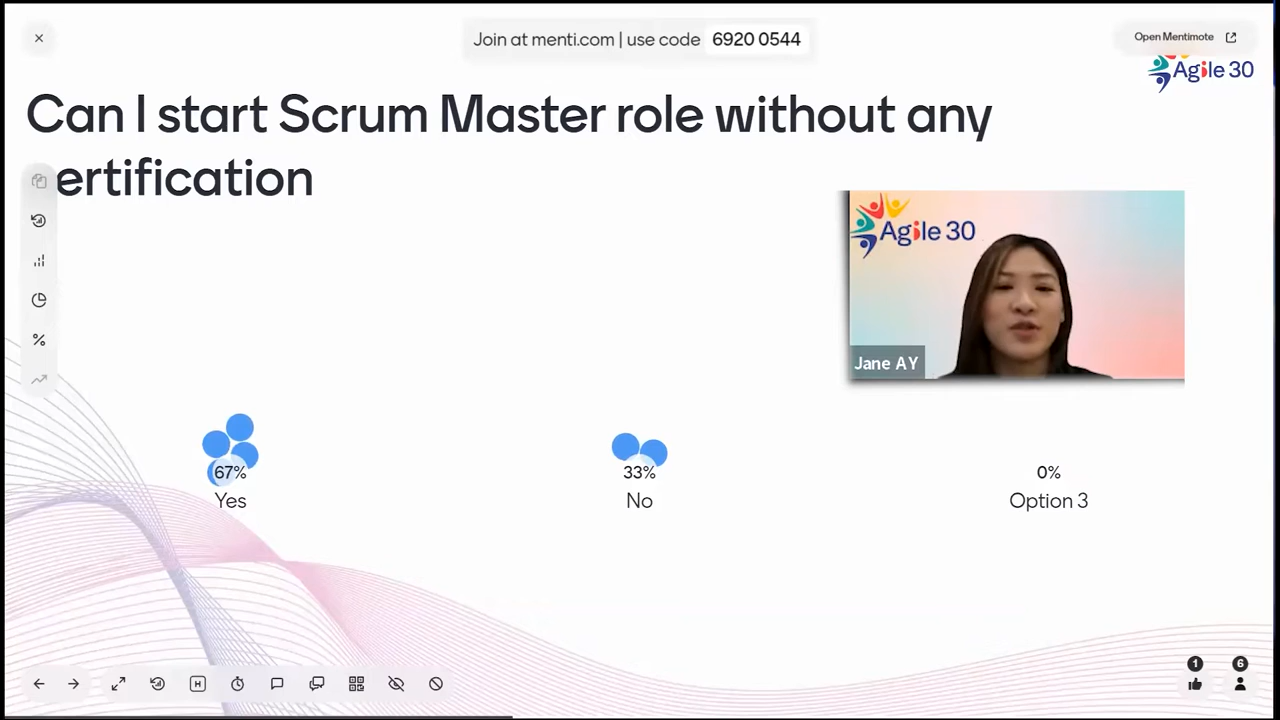 Join at menti.com | use code 6920 0544
Open Mentimote
Agile 30
Can I start Scrum Master role without any
ertification
Agile 30
Jane AY
67%
Yes
33%
No
0%
Option 3
1
6